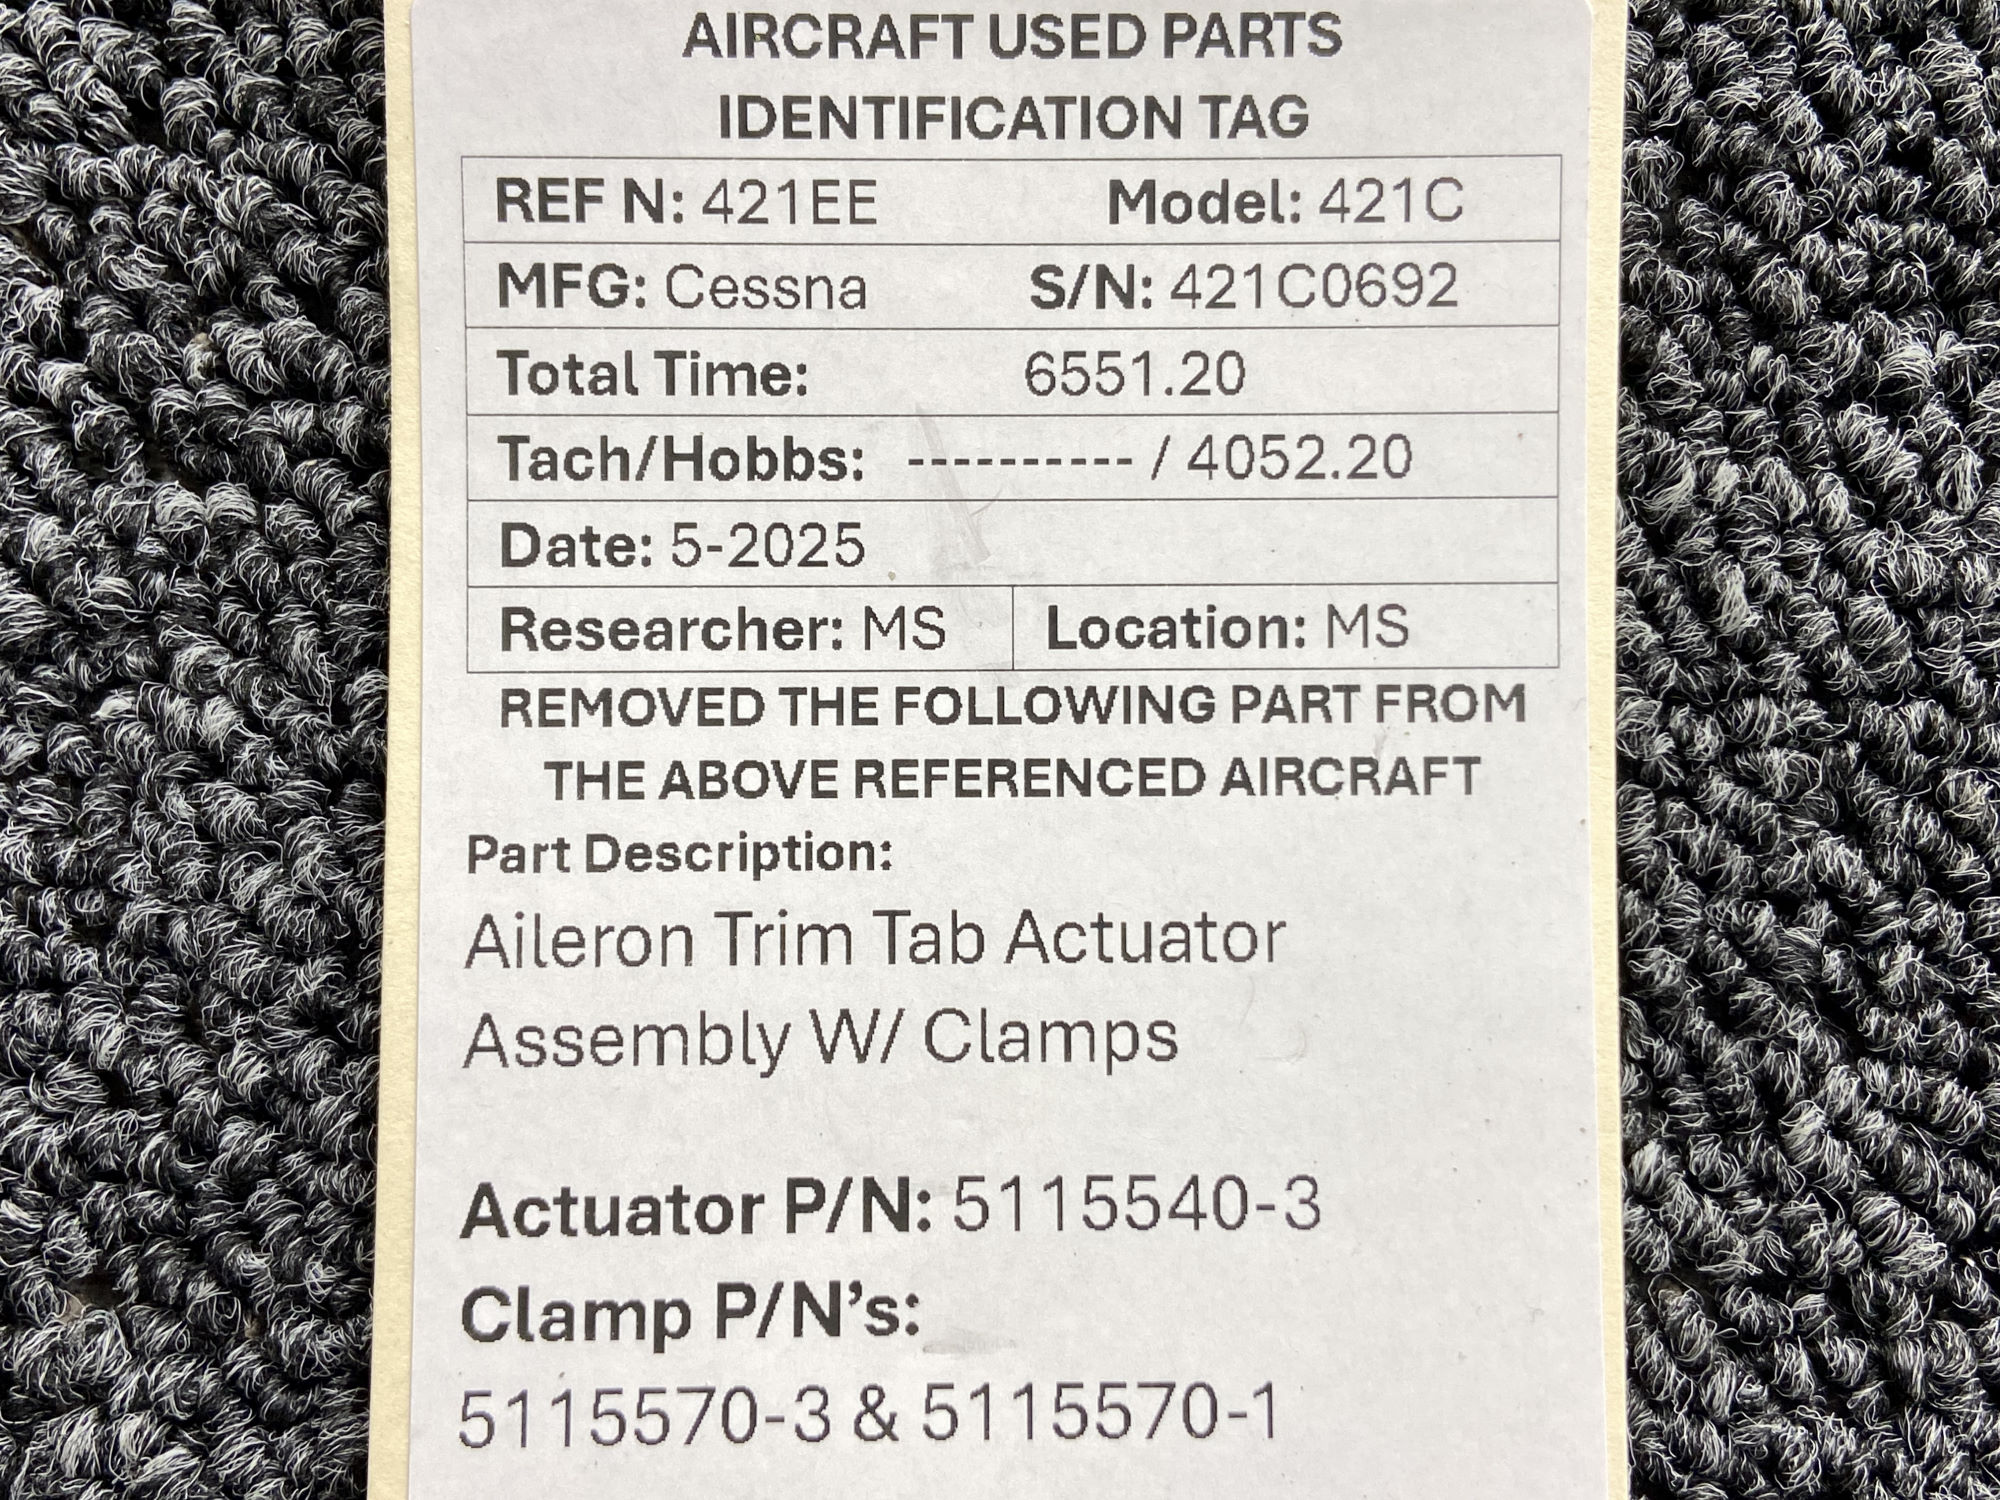 AIRCRAFT USED PARTS
IDENTIFICATION TAG
REF N: 421EE Model: 421C
MFG: Cessna S/N: 421C0692
Total Time: 6551.20
Tach/Hobbs: ---------- / 4052.20
Date: 5-2025
Researcher: MS Location: MS
REMOVED THE FOLLOWING PART FROM
THE ABOVE REFERENCED AIRCRAFT
Part Description:
Aileron Trim Tab Actuator
Assembly W/ Clamps
Actuator P/N: 5115540-3
Clamp P/N’s:
5115570-3 & 5115570-1